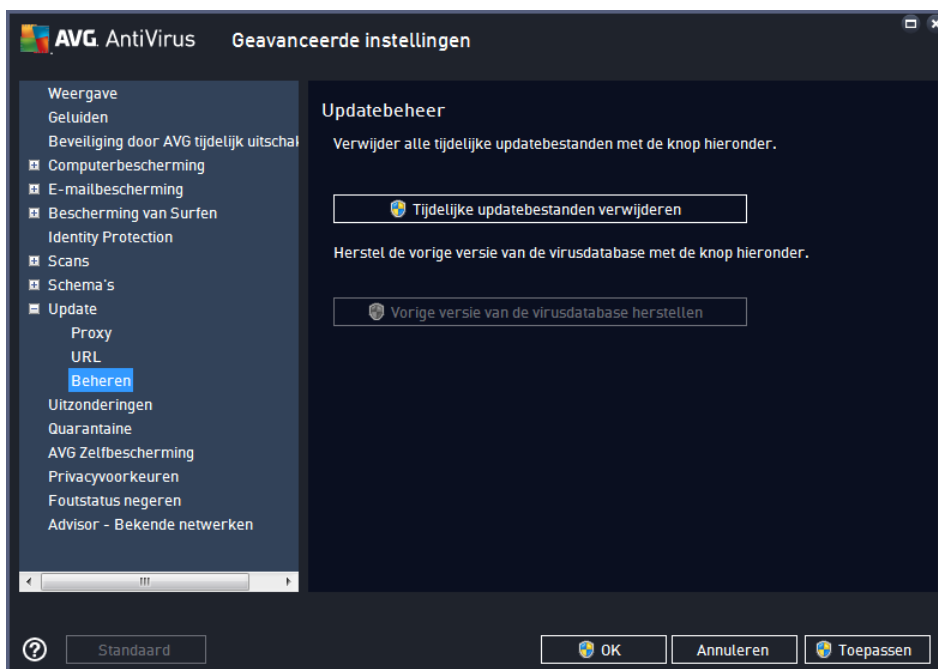 AVG. AntiVirus Geavanceerde instellingen
Weergave
Geluiden
Beveiliging door AVG tijdelijk uitschal
Computerbescherming
E-mailbescherming
Bescherming van Surfen
Identity Protection
Scans
Schema's
Update
Proxy
URL
Beheren
Uitzonderingen
Quarantaine
AVG Zelfbescherming
Privacyvoorkeuren
Foutstatus negeren
Advisor - Bekende netwerken
Updatebeheer
Verwijder alle tijdelijke updatebestanden met de knop hieronder.
Tijdelijke updatebestanden verwijderen
Herstel de vorige versie van de virusdatabase met de knop hieronder.
Vorige versie van de virusdatabase herstellen
? Standaard OK Annuleren Toepassen